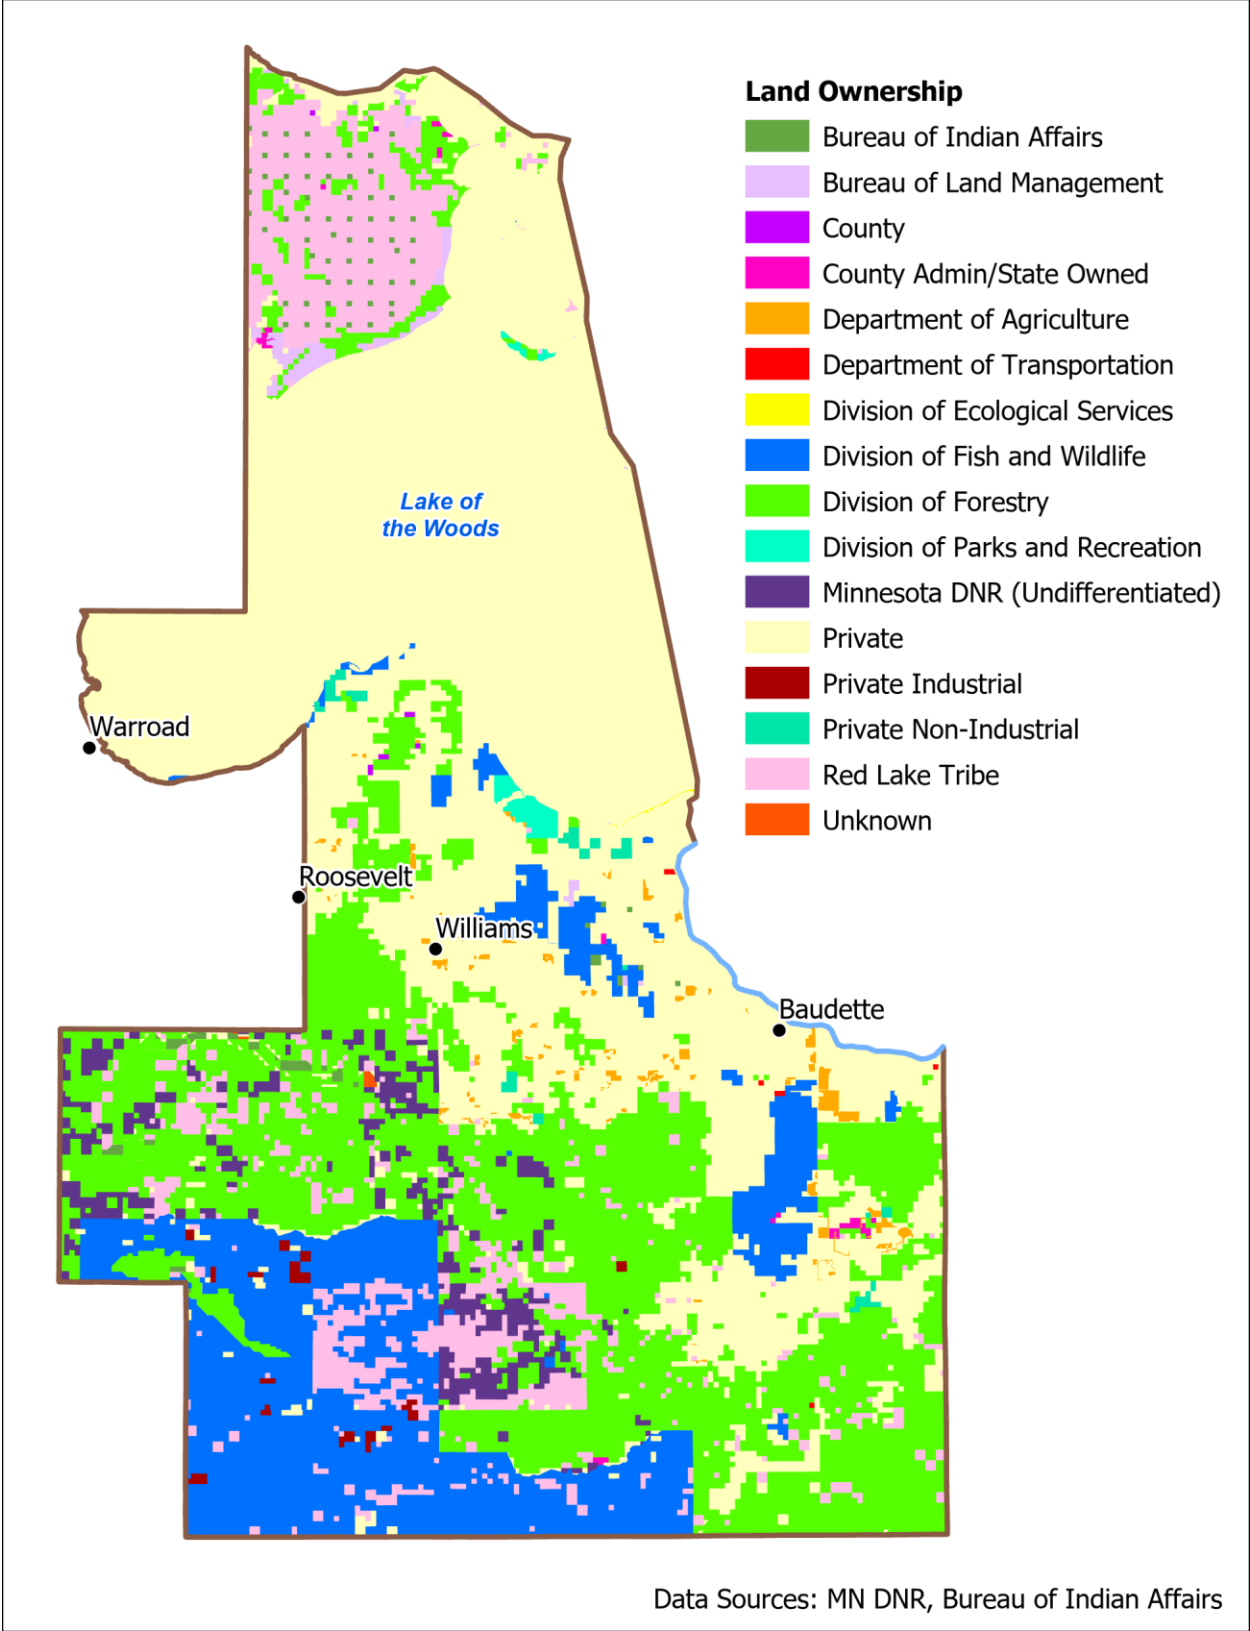 Land Ownership
Bureau of Indian Affairs
Bureau of Land Management
County
County Admin/State Owned
Department of Agriculture
Department of Transportation
Division of Ecological Services
Division of Fish and Wildlife
Division of Forestry
Division of Parks and Recreation
Minnesota DNR (Undifferentiated)
Private
Private Industrial
Private Non-Industrial
Red Lake Tribe
Unknown
Lake of
the Woods
Warroad
Roosevelt
Williams
Baudette
Data Sources: MN DNR, Bureau of Indian Affairs